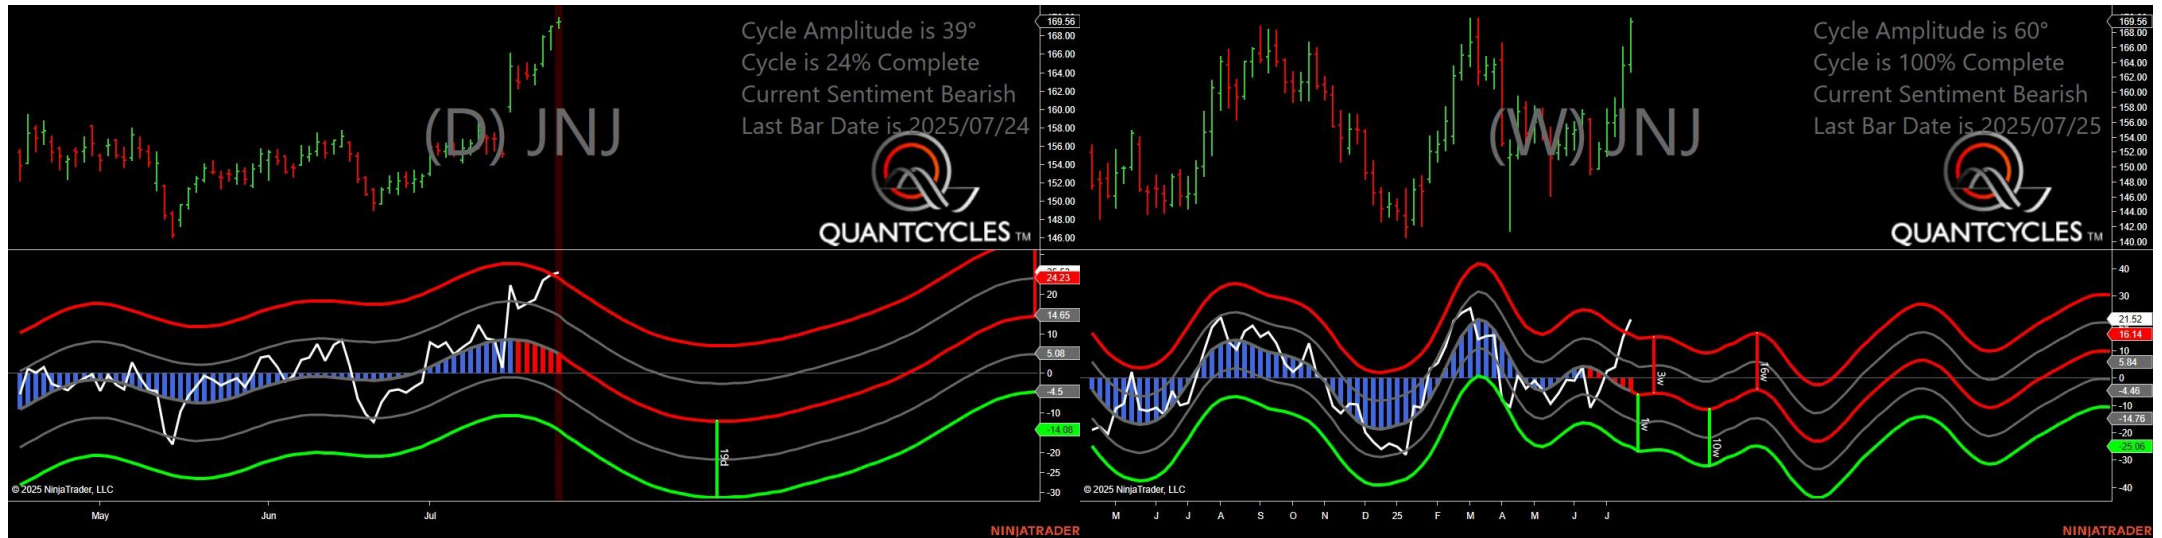 Cycle Amplitude is 39°
Cycle is 24% Complete
Current Sentiment Bearish
Last Bar Date is 2025/07/24
(D) JNJ
QUANTCYCLES TM
169.56
168.00
166.00
164.00
162.00
160.00
158.00
156.00
154.00
152.00
150.00
148.00
146.00
24.23
20
14.65
10
5.08
0
-4.5
-10
-14.08
-20
-25
-30
19d
© 2025 NinjaTrader, LLC
May
Jun
Jul
NINJATRADER
Cycle Amplitude is 60°
Cycle is 100% Complete
Current Sentiment Bearish
Last Bar Date is 2025/07/25
(W) JNJ
QUANTCYCLES TM
169.56
168.00
166.00
164.00
162.00
160.00
158.00
156.00
154.00
152.00
150.00
148.00
146.00
144.00
142.00
140.00
40
30
21.52
16.14
10
5.84
0
-4.46
-10
-14.76
-20
-25.06
-30
-40
3w
16w
1w
10w
© 2025 NinjaTrader, LLC
M
J
J
A
S
O
N
D
25
F
M
A
M
J
J
NINJATRADER